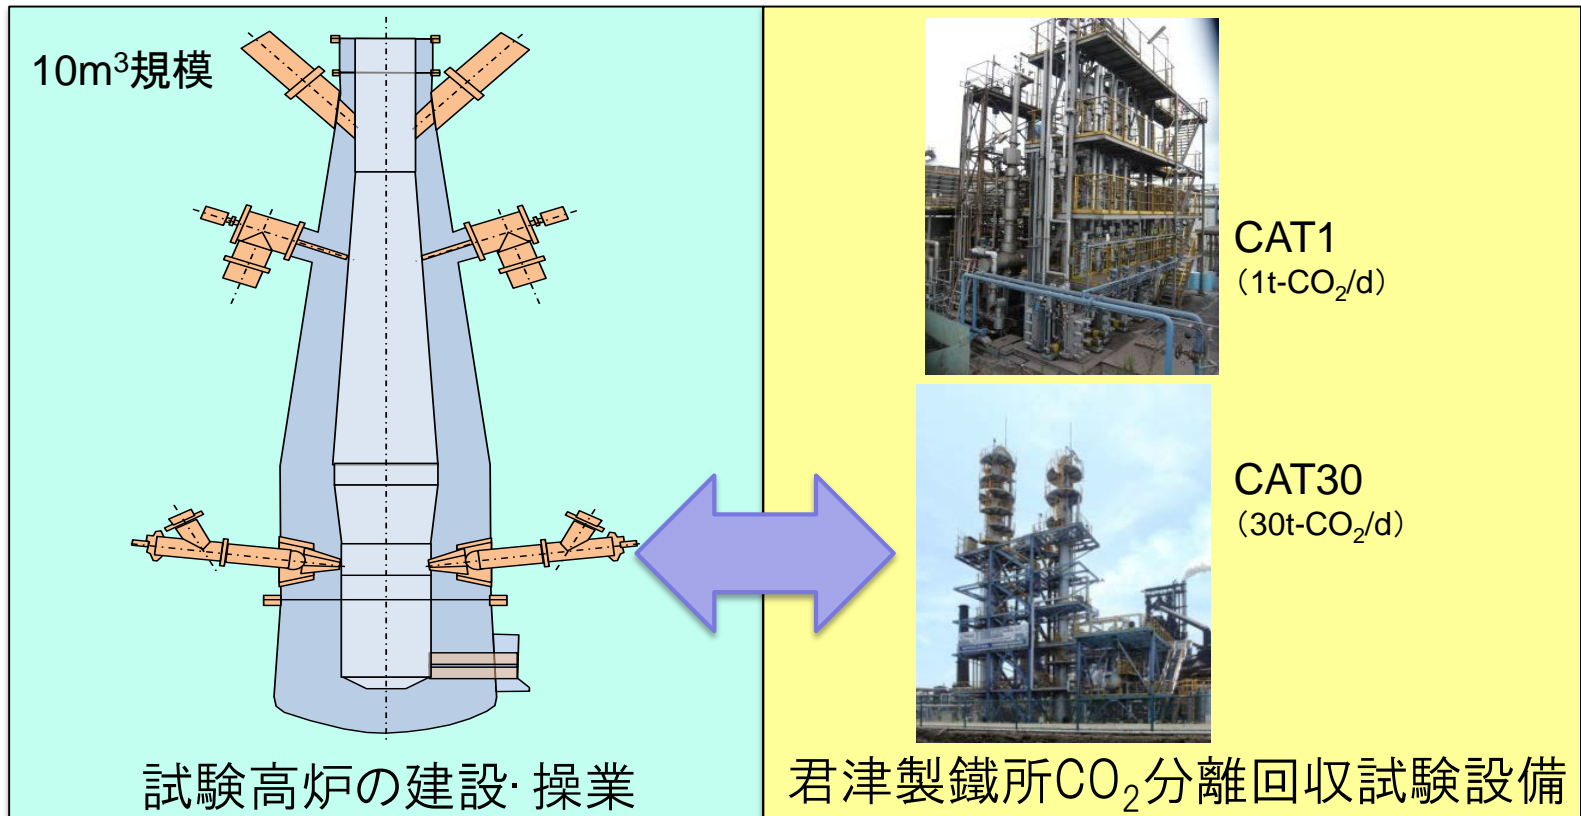 10m³規模
試験高炉の建設･操業
CAT1
（1t-CO₂/d）
CAT30
（30t-CO₂/d）
君津製鐵所CO₂分離回収試験設備